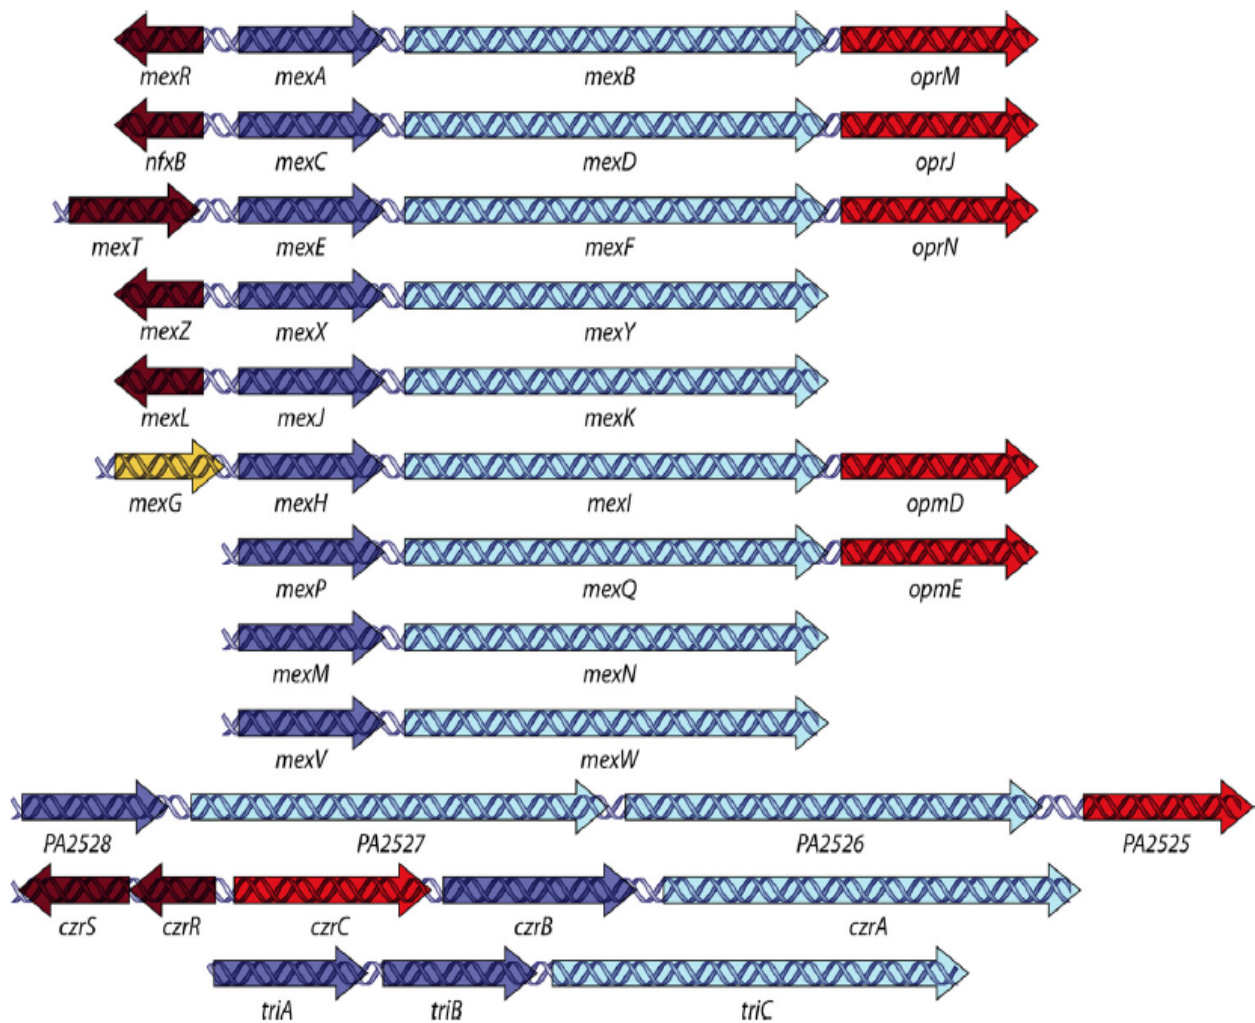 mexR mexA mexB oprM
nfxB mexC mexD oprJ
mexT mexE mexF oprN
mexZ mexX mexY
mexL mexJ mexK
mexG mexH mexI opmD
mexP mexQ opmE
mexM mexN
mexV mexW
PA2528 PA2527 PA2526 PA2525
czrS czrR czrC czrB czrA
triA triB triC